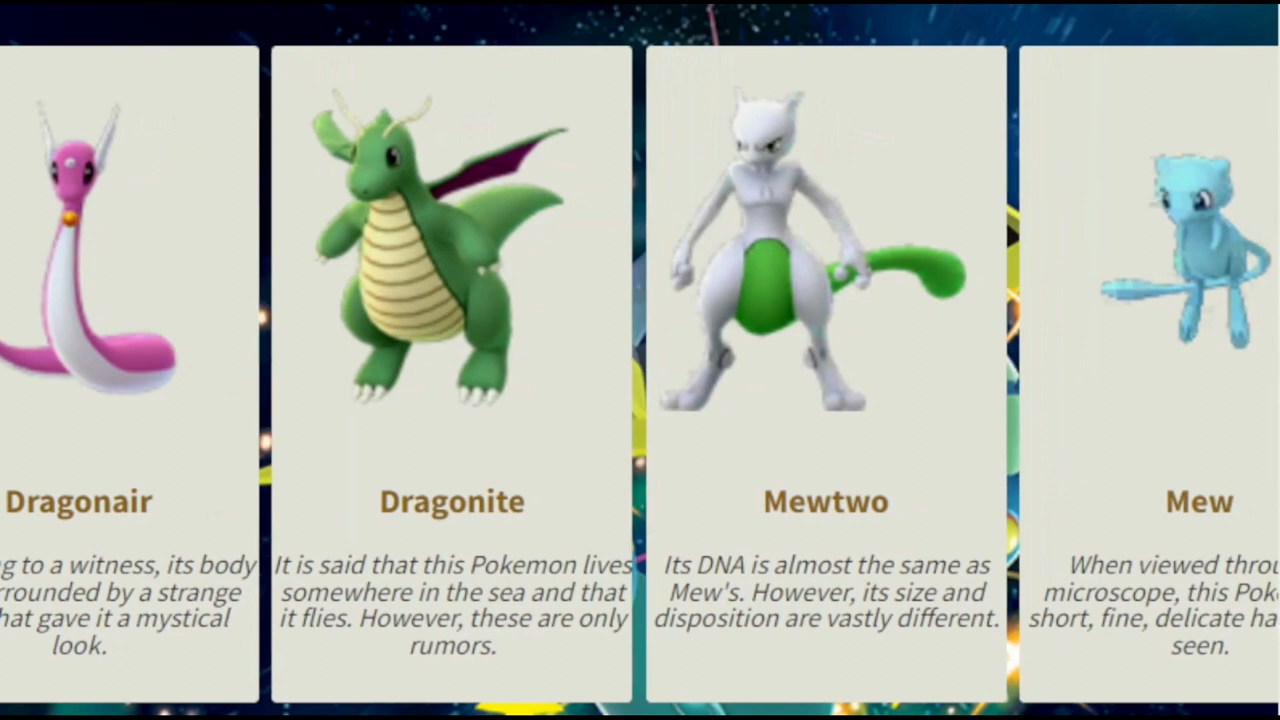 Dragonair
g to a witness, its body
rrounded by a strange
hat gave it a mystical
look.
Dragonite
It is said that this Pokemon lives
somewhere in the sea and that
it flies. However, these are only
rumors.
Mewtwo
Its DNA is almost the same as
Mew's. However, its size and
disposition are vastly different.
Mew
When viewed throu
microscope, this Pok
short, fine, delicate ha
seen.